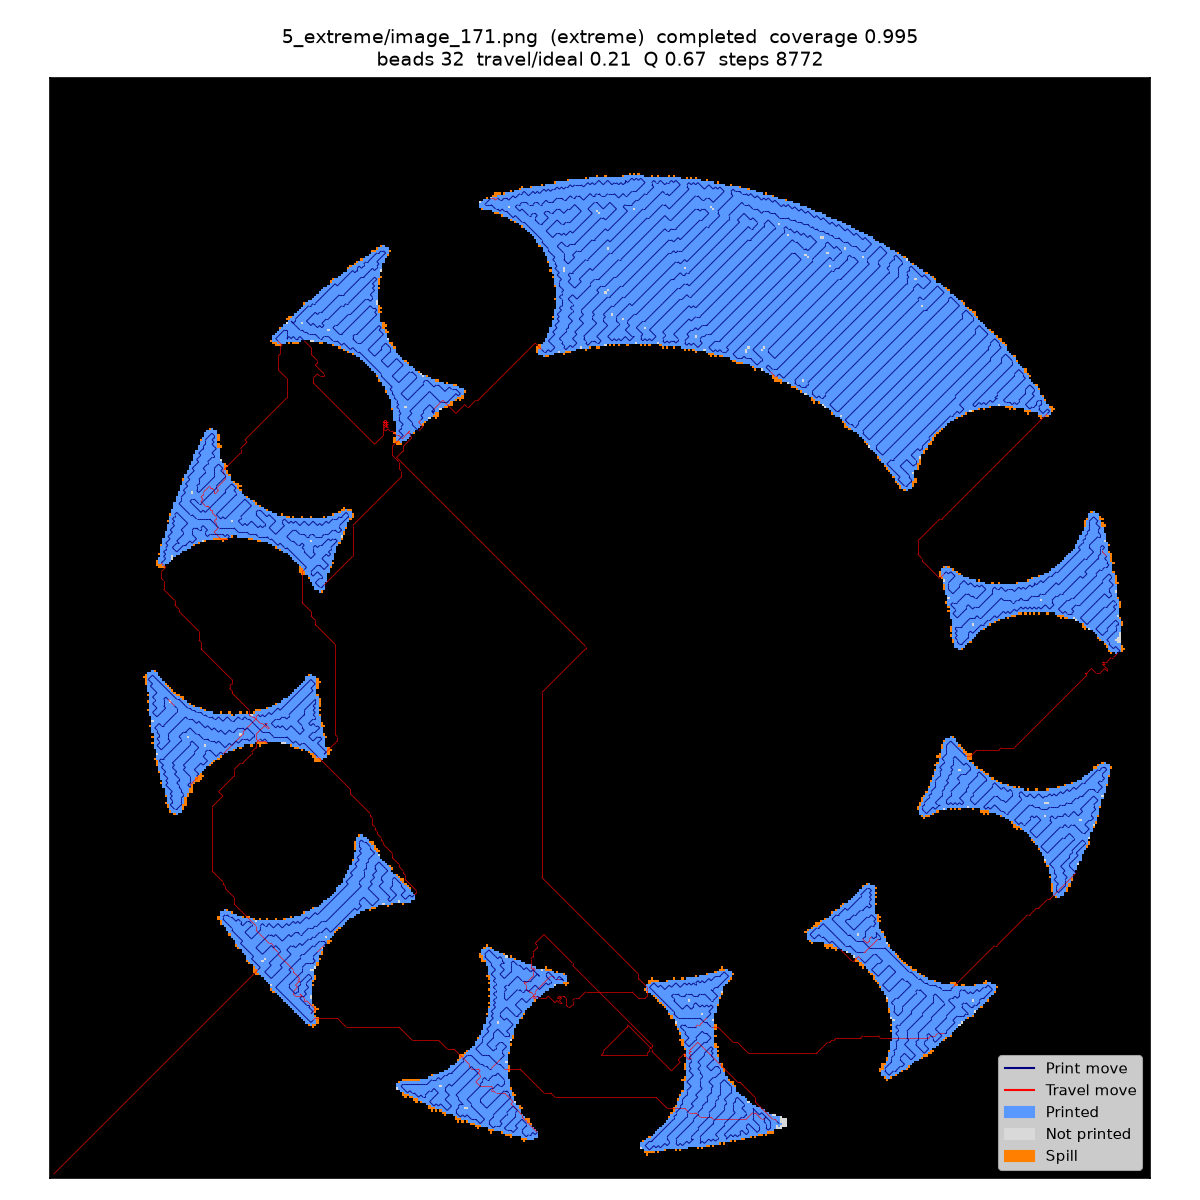 5_extreme/image_171.png  (extreme)  completed  coverage 0.995
beads 32  travel/ideal 0.21  Q 0.67  steps 8772
Print move
Travel move
Printed
Not printed
Spill